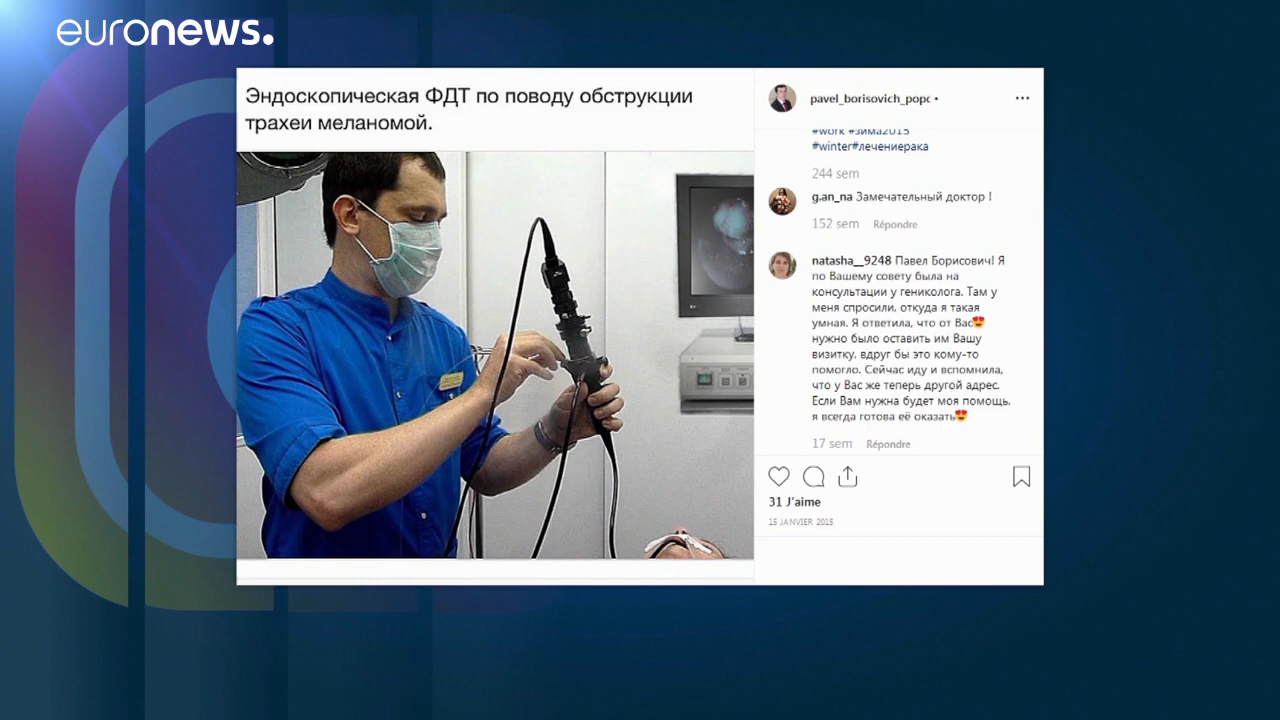 euronews.
Эндоскопическая ФДТ по поводу обструкции
трахеи меланомой.
pavel_borisovich_popc •
#work #зима2015
#winter#лечениерака
244 sem
g.an_na Замечательный доктор !
152 sem Répondre
natasha__9248 Павел Борисович! Я
по Вашему совету была на
консультации у гениколога. Там у
меня спросили, откуда я такая
умная. Я ответила, что от Вас😍
нужно было оставить им Вашу
визитку, вдруг бы это кому-то
помогло. Сейчас иду и вспомнила,
что у Вас же теперь другой адрес.
Если Вам нужна будет моя помощь,
я всегда готова её оказать😍
17 sem Répondre
31 J'aime
15 JANVIER 2015